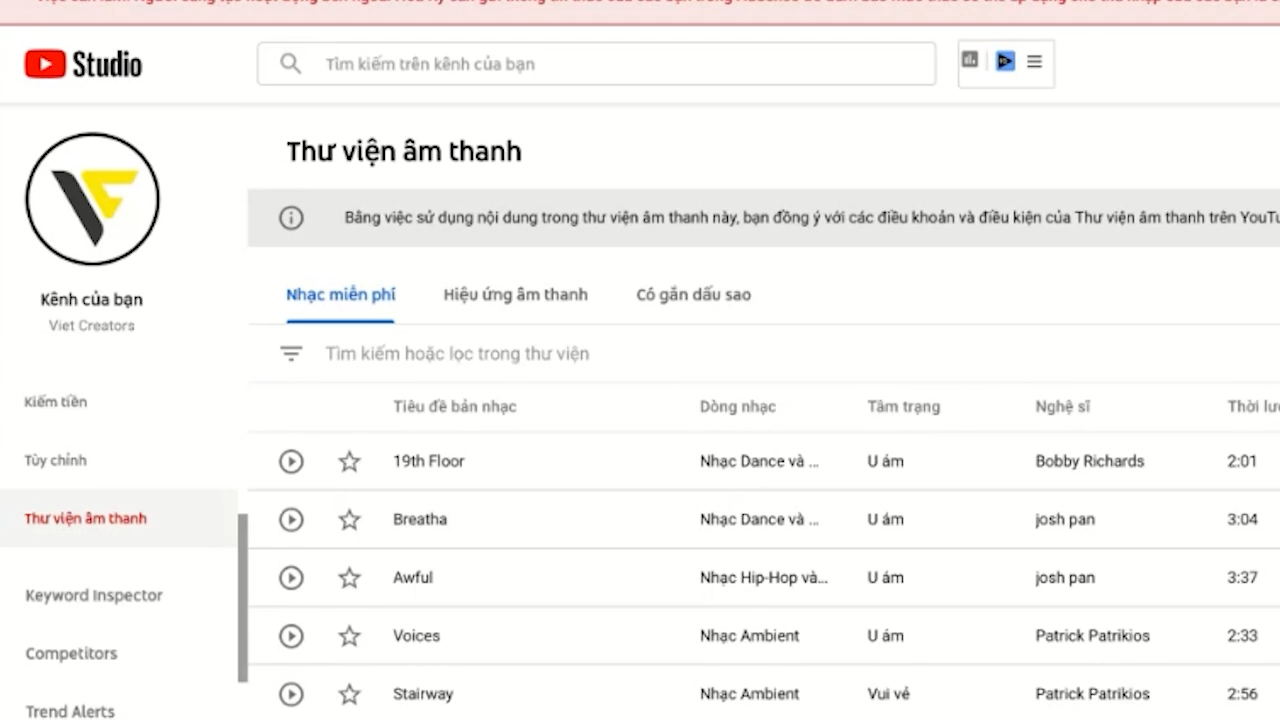 Studio
Tìm kiếm trên kênh của bạn
Thư viện âm thanh
Bằng việc sử dụng nội dung trong thư viện âm thanh này, bạn đồng ý với các điều khoản và điều kiện của Thư viện âm thanh trên
Kênh của bạn
Viet Creators
Nhạc miễn phí Hiệu ứng âm thanh Có gắn dấu sao
Tìm kiếm hoặc lọc trong thư viện
Kiếm tiền
Tùy chỉnh
Thư viện âm thanh
Keyword Inspector
Competitors
Trend Alerts
Tiêu đề bản nhạc Dòng nhạc Tâm trạng Nghệ sĩ Thời
19th Floor Nhạc Dance và ... U ám Bobby Richards 2:01
Breatha Nhạc Dance và ... U ám josh pan 3:04
Awful Nhạc Hip-Hop và... U ám josh pan 3:37
Voices Nhạc Ambient U ám Patrick Patrikios 2:33
Stairway Nhạc Ambient Vui vẻ Patrick Patrikios 2:56